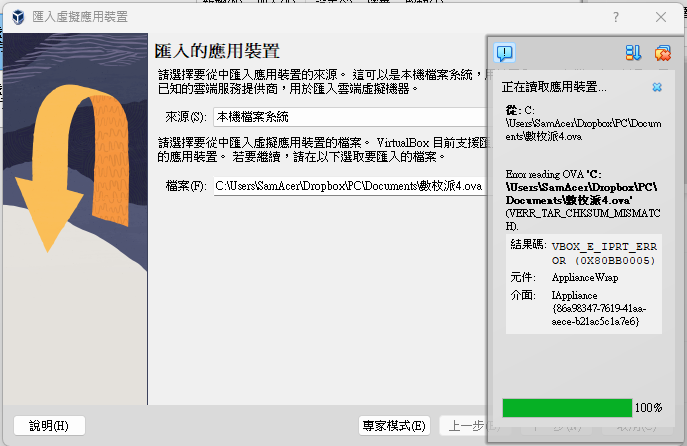 匯入虛擬應用裝置
匯入的應用裝置
請選擇要從中匯入應用裝置的來源。 這可以是本機檔案系統，用
已知的雲端服務提供商，用於匯入雲端虛擬機器。
來源(S): 本機檔案系統
請選擇要從中匯入虛擬應用裝置的檔案。 VirtualBox 目前支援匯
的應用裝置。 若要繼續，請在以下選取要匯入的檔案。
檔案(F): C:\Users\SamAcer\Dropbox\PC\Documents\數枚派4.ova
說明(H)
專家模式(E)
上一步
正在讀取應用裝置...
從: C:
\Users\SamAcer\Dropbox\PC\Docum
ents\數枚派4.ova
Error reading OVA 'C:
\Users\SamAcer\Dropbox\PC\
Documents\數枚派4.ova'
(VERR_TAR_CHKSUM_MISMATC
H).
結果碼: VBOX_E_IPRT_ERR
OR (0X80BB0005)
元件: ApplianceWrap
介面: IAppliance
{86a98347-7619-41aa-
aece-b21ac5c1a7e6}
100%